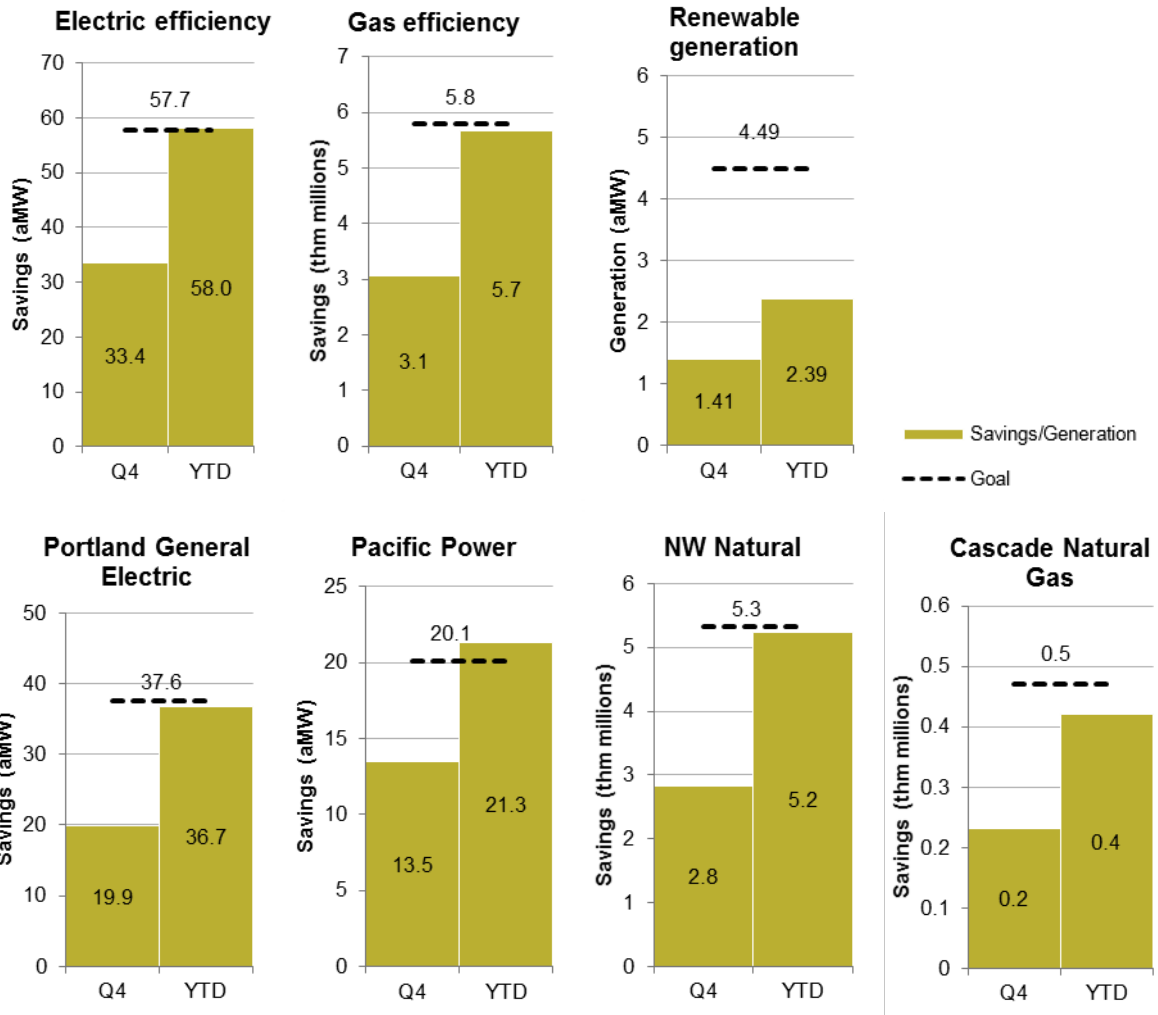 Electric efficiency
Savings (aMW)
70
60
50
40
30
20
10
0
57.7
33.4
58.0
Q4 YTD
Gas efficiency
Savings (thm millions)
7
6
5
4
3
2
1
0
5.8
3.1
5.7
Q4 YTD
Renewable
generation
Generation (aMW)
6
5
4
3
2
1
0
4.49
1.41
2.39
Q4 YTD
Savings/Generation
Goal
Portland General
Electric
Savings (aMW)
50
40
30
20
10
0
37.6
19.9
36.7
Q4 YTD
Pacific Power
Savings (aMW)
25
20
15
10
5
0
20.1
13.5
21.3
Q4 YTD
NW Natural
Savings (thm millions)
6
5
4
3
2
1
0
5.3
2.8
5.2
Q4 YTD
Cascade Natural
Gas
Savings (thm millions)
0.6
0.5
0.4
0.3
0.2
0.1
0
0.5
0.2
0.4
Q4 YTD